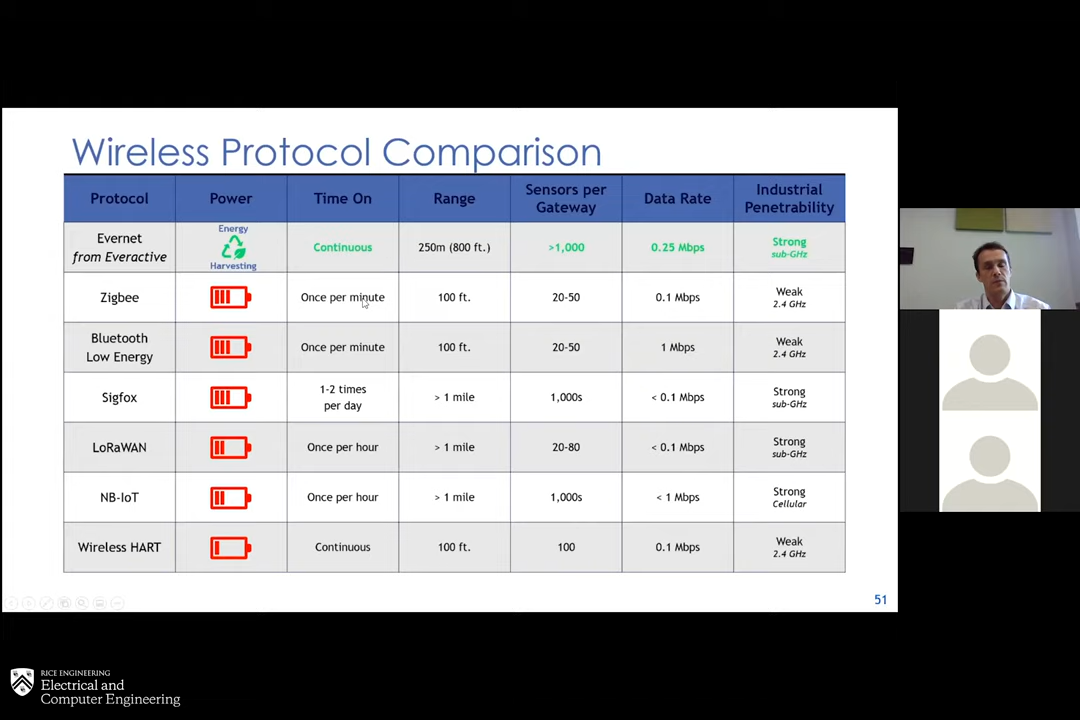 Wireless Protocol Comparison
Protocol Power Time On Range Sensors per Gateway Data Rate Industrial Penetrability
Evernet from Everactive Energy Harvesting Continuous 250m (800 ft.) >1,000 0.25 Mbps Strong sub-GHz
Zigbee Once per minute 100 ft. 20-50 0.1 Mbps Weak 2.4 GHz
Bluetooth Low Energy Once per minute 100 ft. 20-50 1 Mbps Weak 2.4 GHz
Sigfox 1-2 times per day > 1 mile 1,000s < 0.1 Mbps Strong sub-GHz
LoRaWAN Once per hour > 1 mile 20-80 < 0.1 Mbps Strong sub-GHz
NB-IoT Once per hour > 1 mile 1,000s < 1 Mbps Strong Cellular
Wireless HART Continuous 100 ft. 100 0.1 Mbps Weak 2.4 GHz
51
RICE ENGINEERING
Electrical and
Computer Engineering